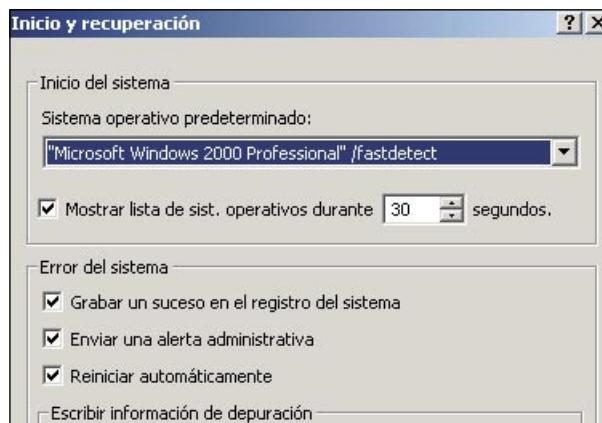 Inicio y recuperación
Inicio del sistema
Sistema operativo predeterminado:
"Microsoft Windows 2000 Professional" /fastdetect
Mostrar lista de sist. operativos durante 30 segundos.
Error del sistema
Grabar un suceso en el registro del sistema
Enviar una alerta administrativa
Reiniciar automáticamente
Escribir información de depuración